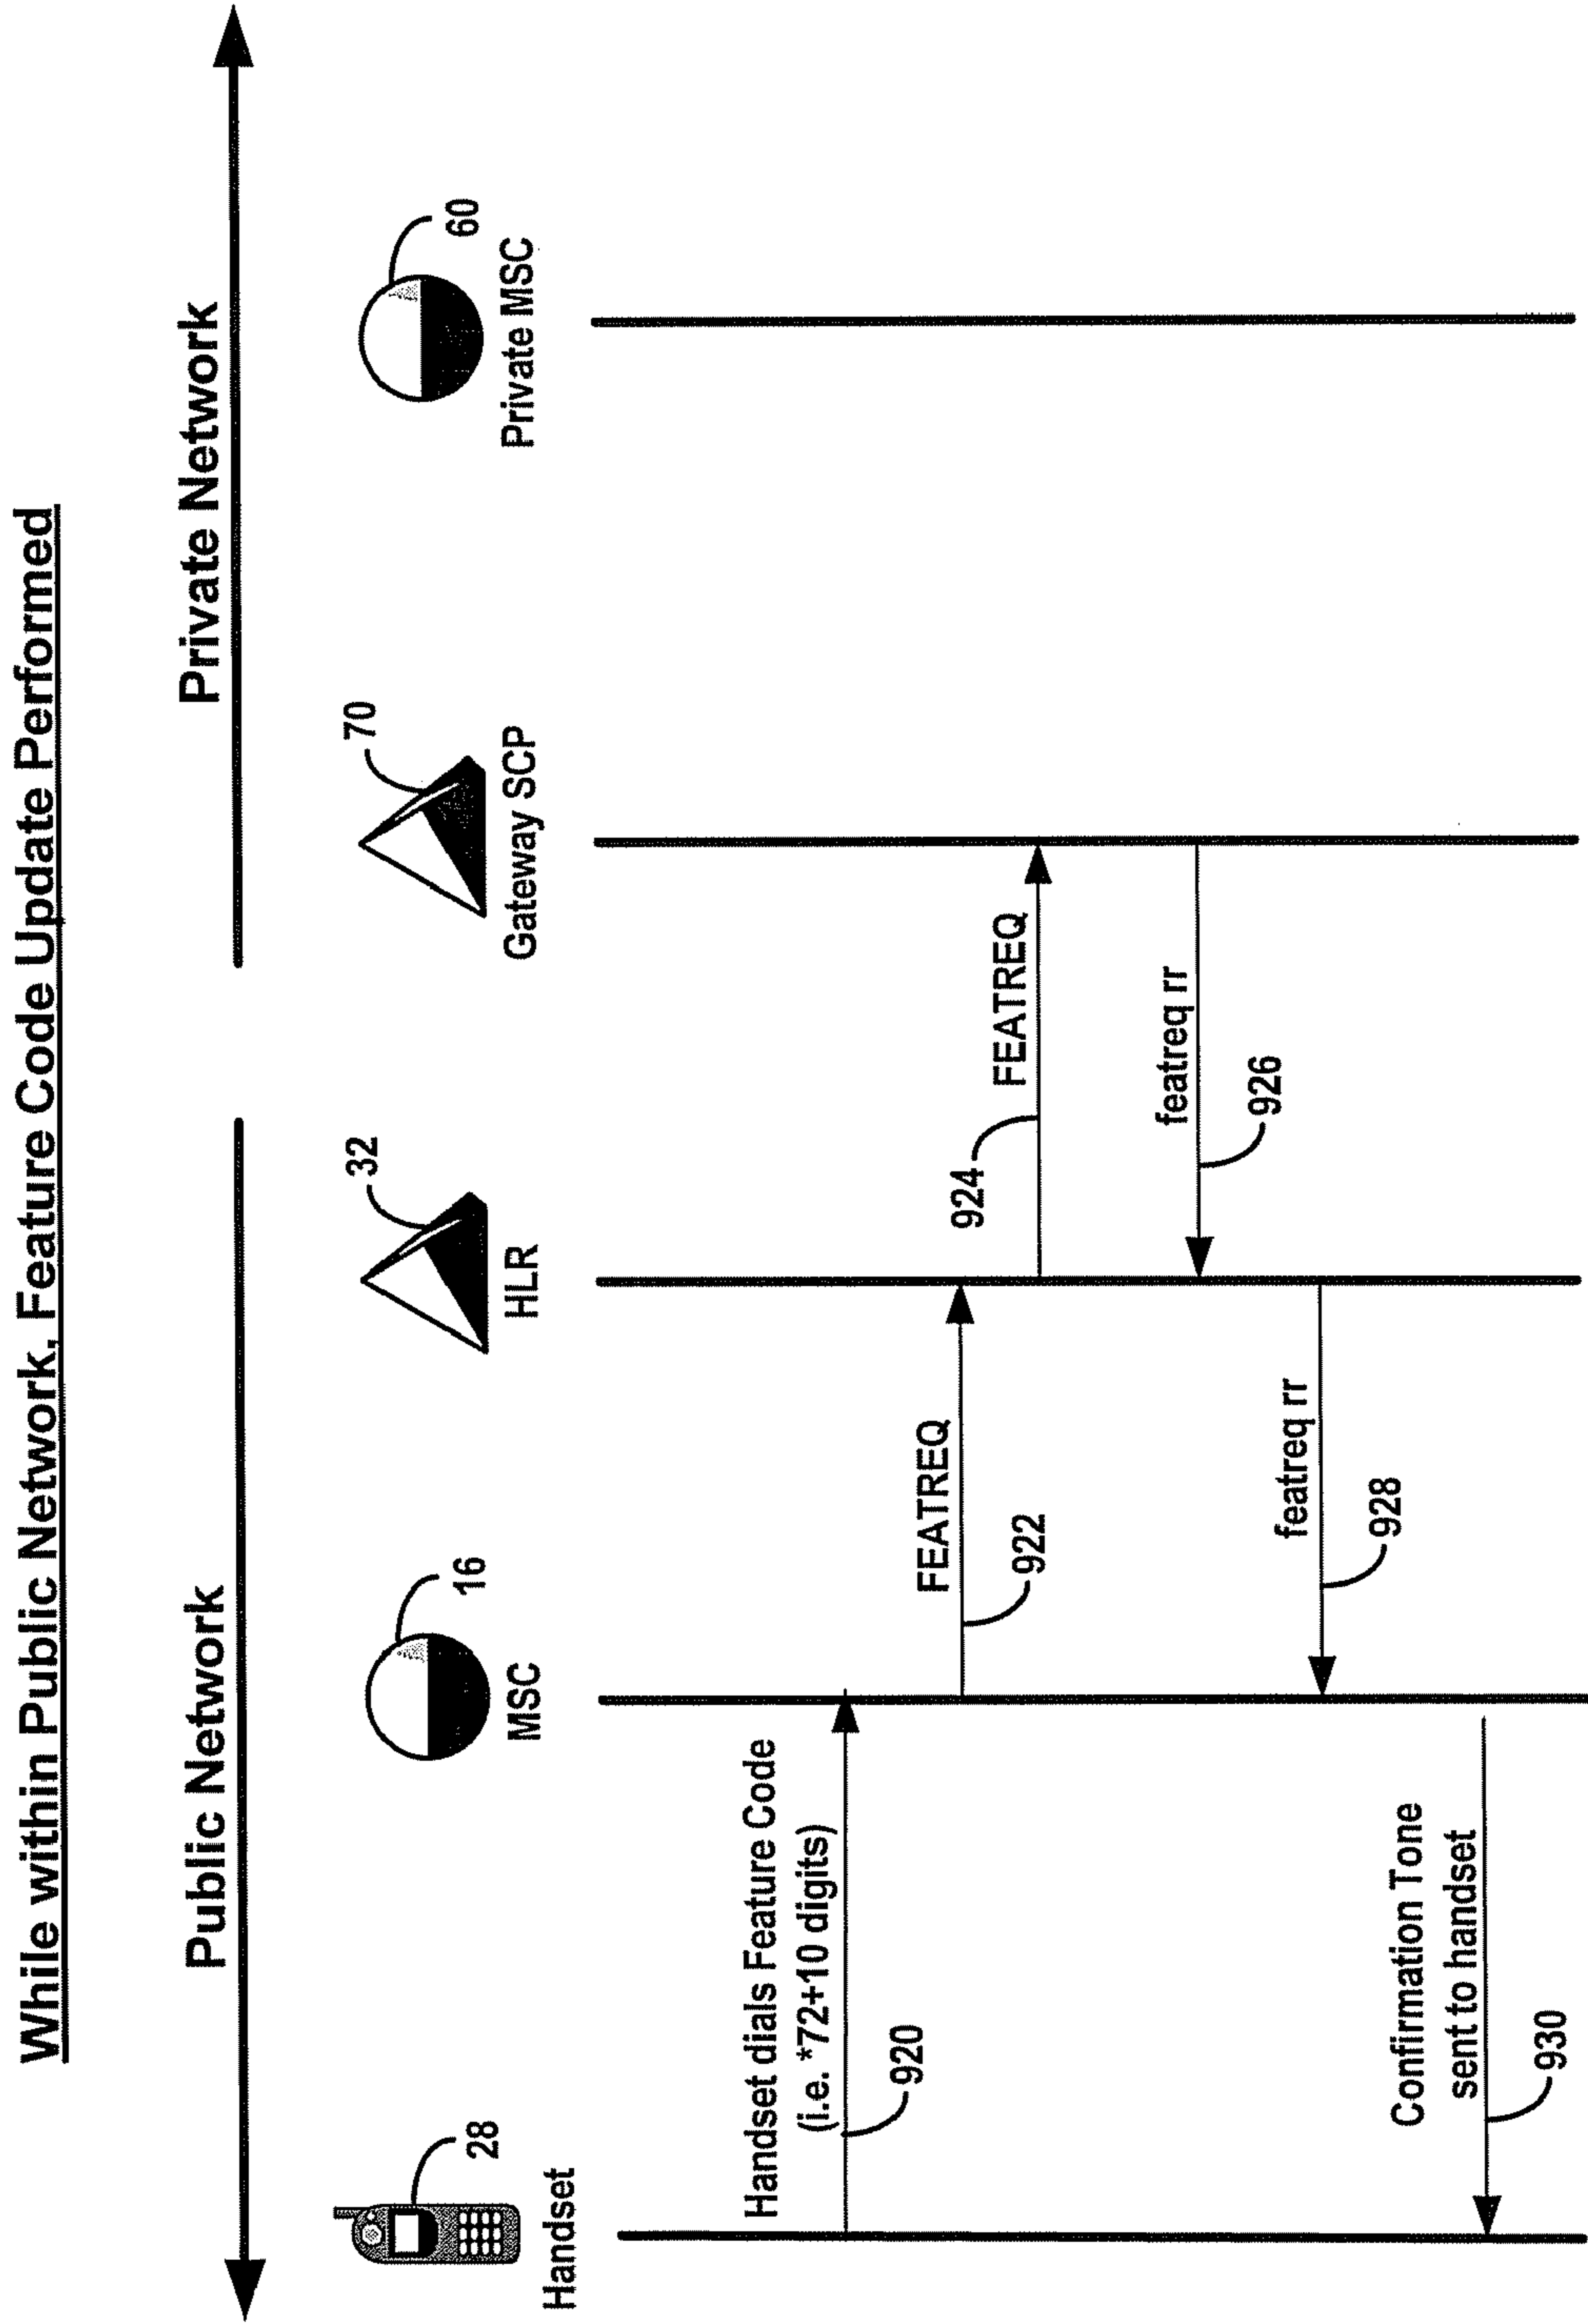 While within Public Network, Feature Code Update Performed
Public Network
Private Network
28
Handset
16
MSC
32
HLR
70
Gateway SCP
60
Private MSC
Handset dials Feature Code
(i.e. *72+10 digits)
920
FEATREQ
922
FEATREQ
924
featreq rr
926
featreq rr
928
Confirmation Tone
sent to handset
930